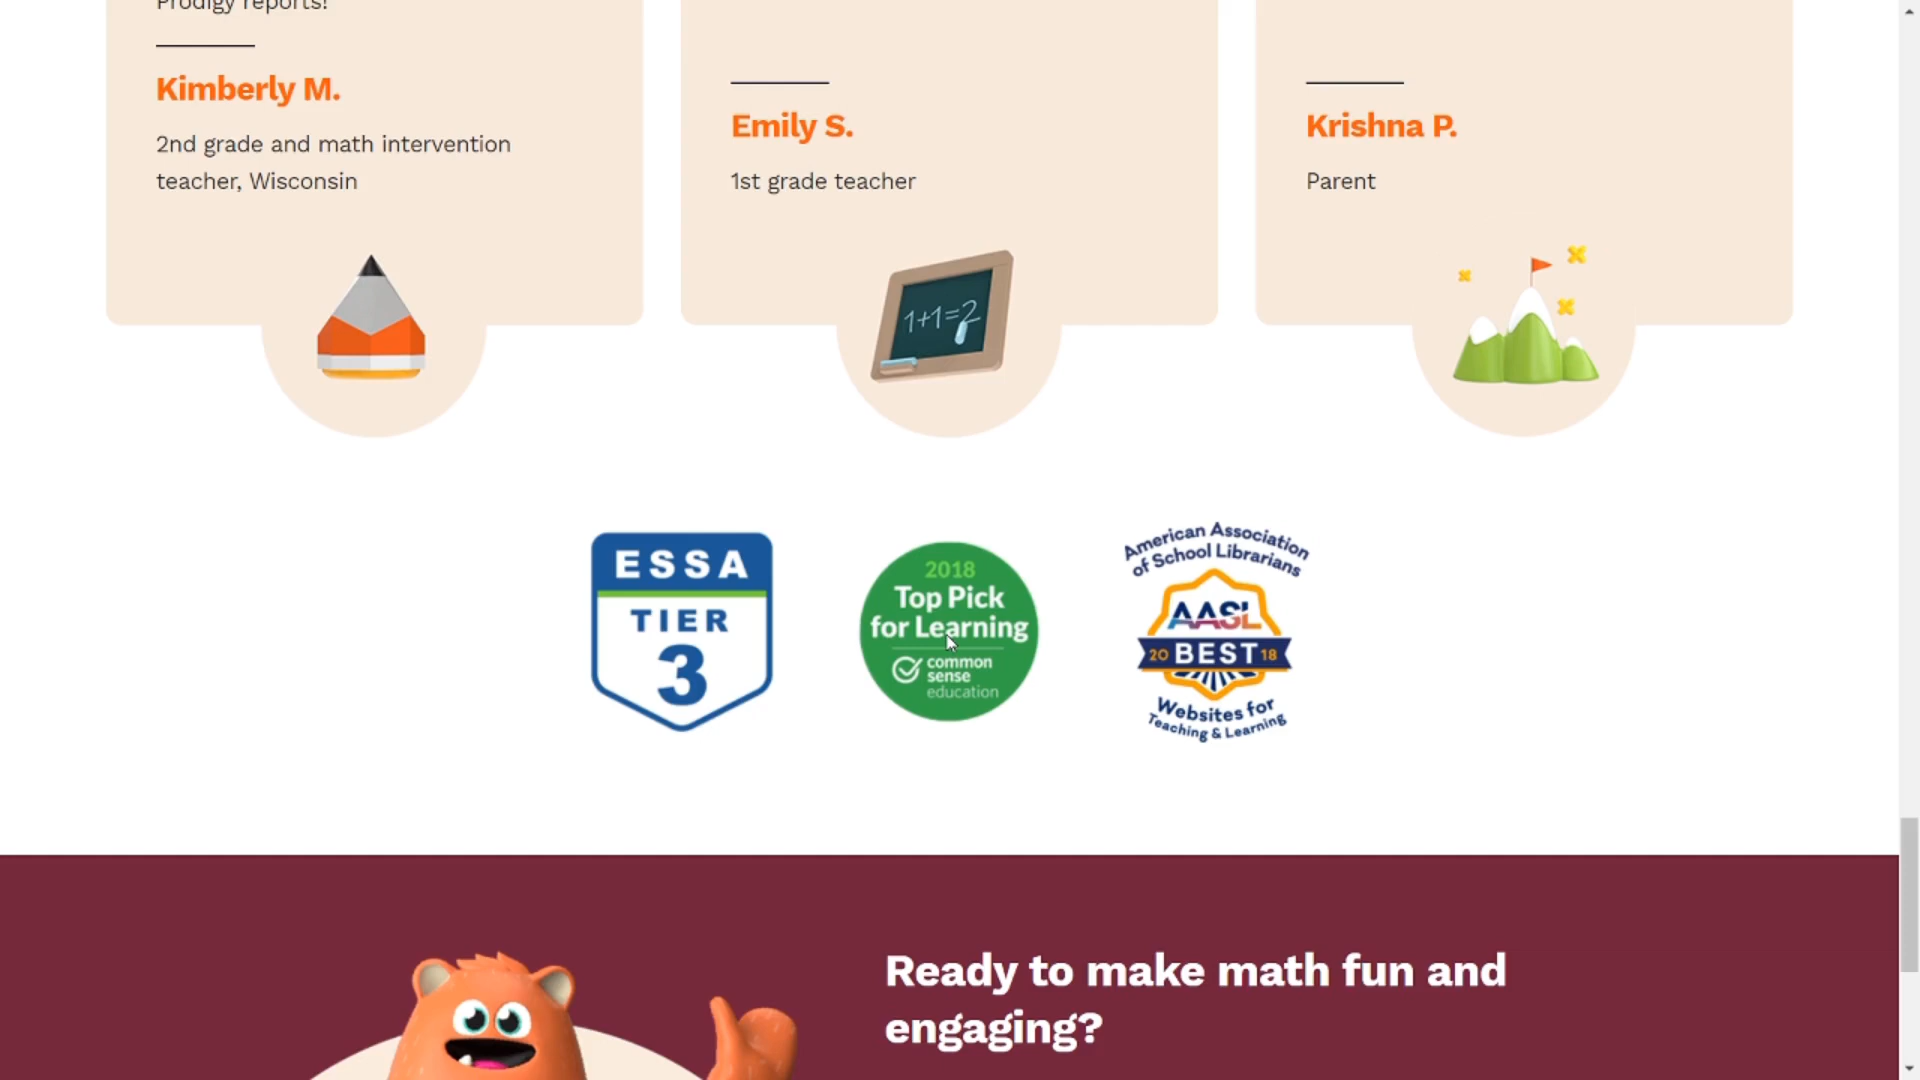 Prodigy reports!
Kimberly M.
2nd grade and math intervention
teacher, Wisconsin
Emily S.
1st grade teacher
Krishna P.
Parent
1+1=2
ESSA
TIER
3
2018
Top Pick
for Learning
common
sense
education
American Association
of School Librarians
AASL
20 BEST 18
Websites for
Teaching & Learning
Ready to make math fun and
engaging?